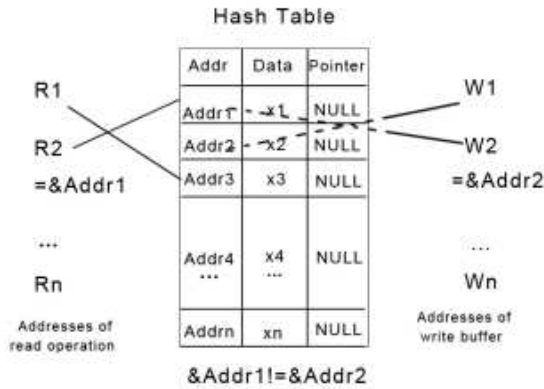 Hash Table
Addr Data Pointer
R1
W1
Addr1 x1 NULL
R2
Addr2 x2 NULL
W2
=&Addr1
Addr3 x3 NULL
=&Addr2
...
...
Addr4 x4 NULL
... ...
Rn
Wn
Addresses of
read operation
Addrn xn NULL
Addresses of
write buffer
&Addr1!=&Addr2